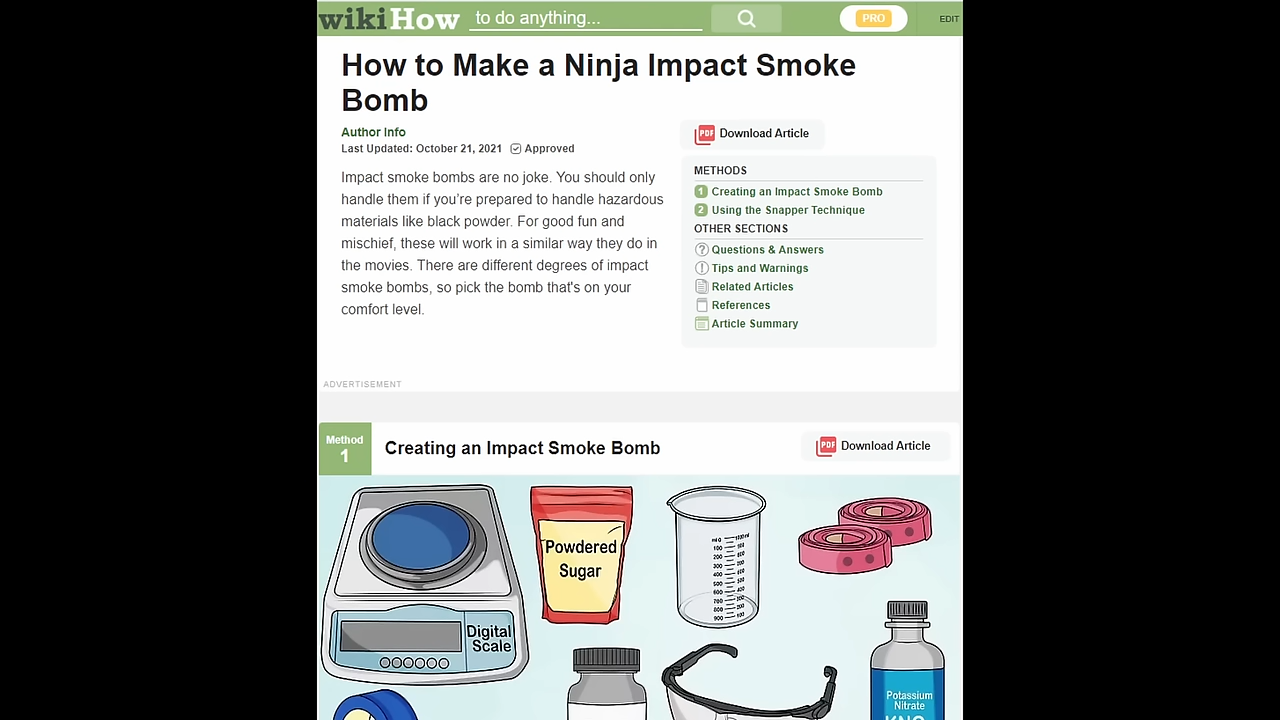 wikiHow to do anything... PRO EDIT
How to Make a Ninja Impact Smoke
Bomb
Author Info
Last Updated: October 21, 2021 Approved
Impact smoke bombs are no joke. You should only
handle them if you’re prepared to handle hazardous
materials like black powder. For good fun and
mischief, these will work in a similar way they do in
the movies. There are different degrees of impact
smoke bombs, so pick the bomb that's on your
comfort level.
PDF Download Article
METHODS
1 Creating an Impact Smoke Bomb
2 Using the Snapper Technique
OTHER SECTIONS
? Questions & Answers
! Tips and Warnings
Related Articles
References
Article Summary
ADVERTISEMENT
Method
1
Creating an Impact Smoke Bomb
PDF Download Article
Powdered
Sugar
Digital
Scale
Potassium
Nitrate